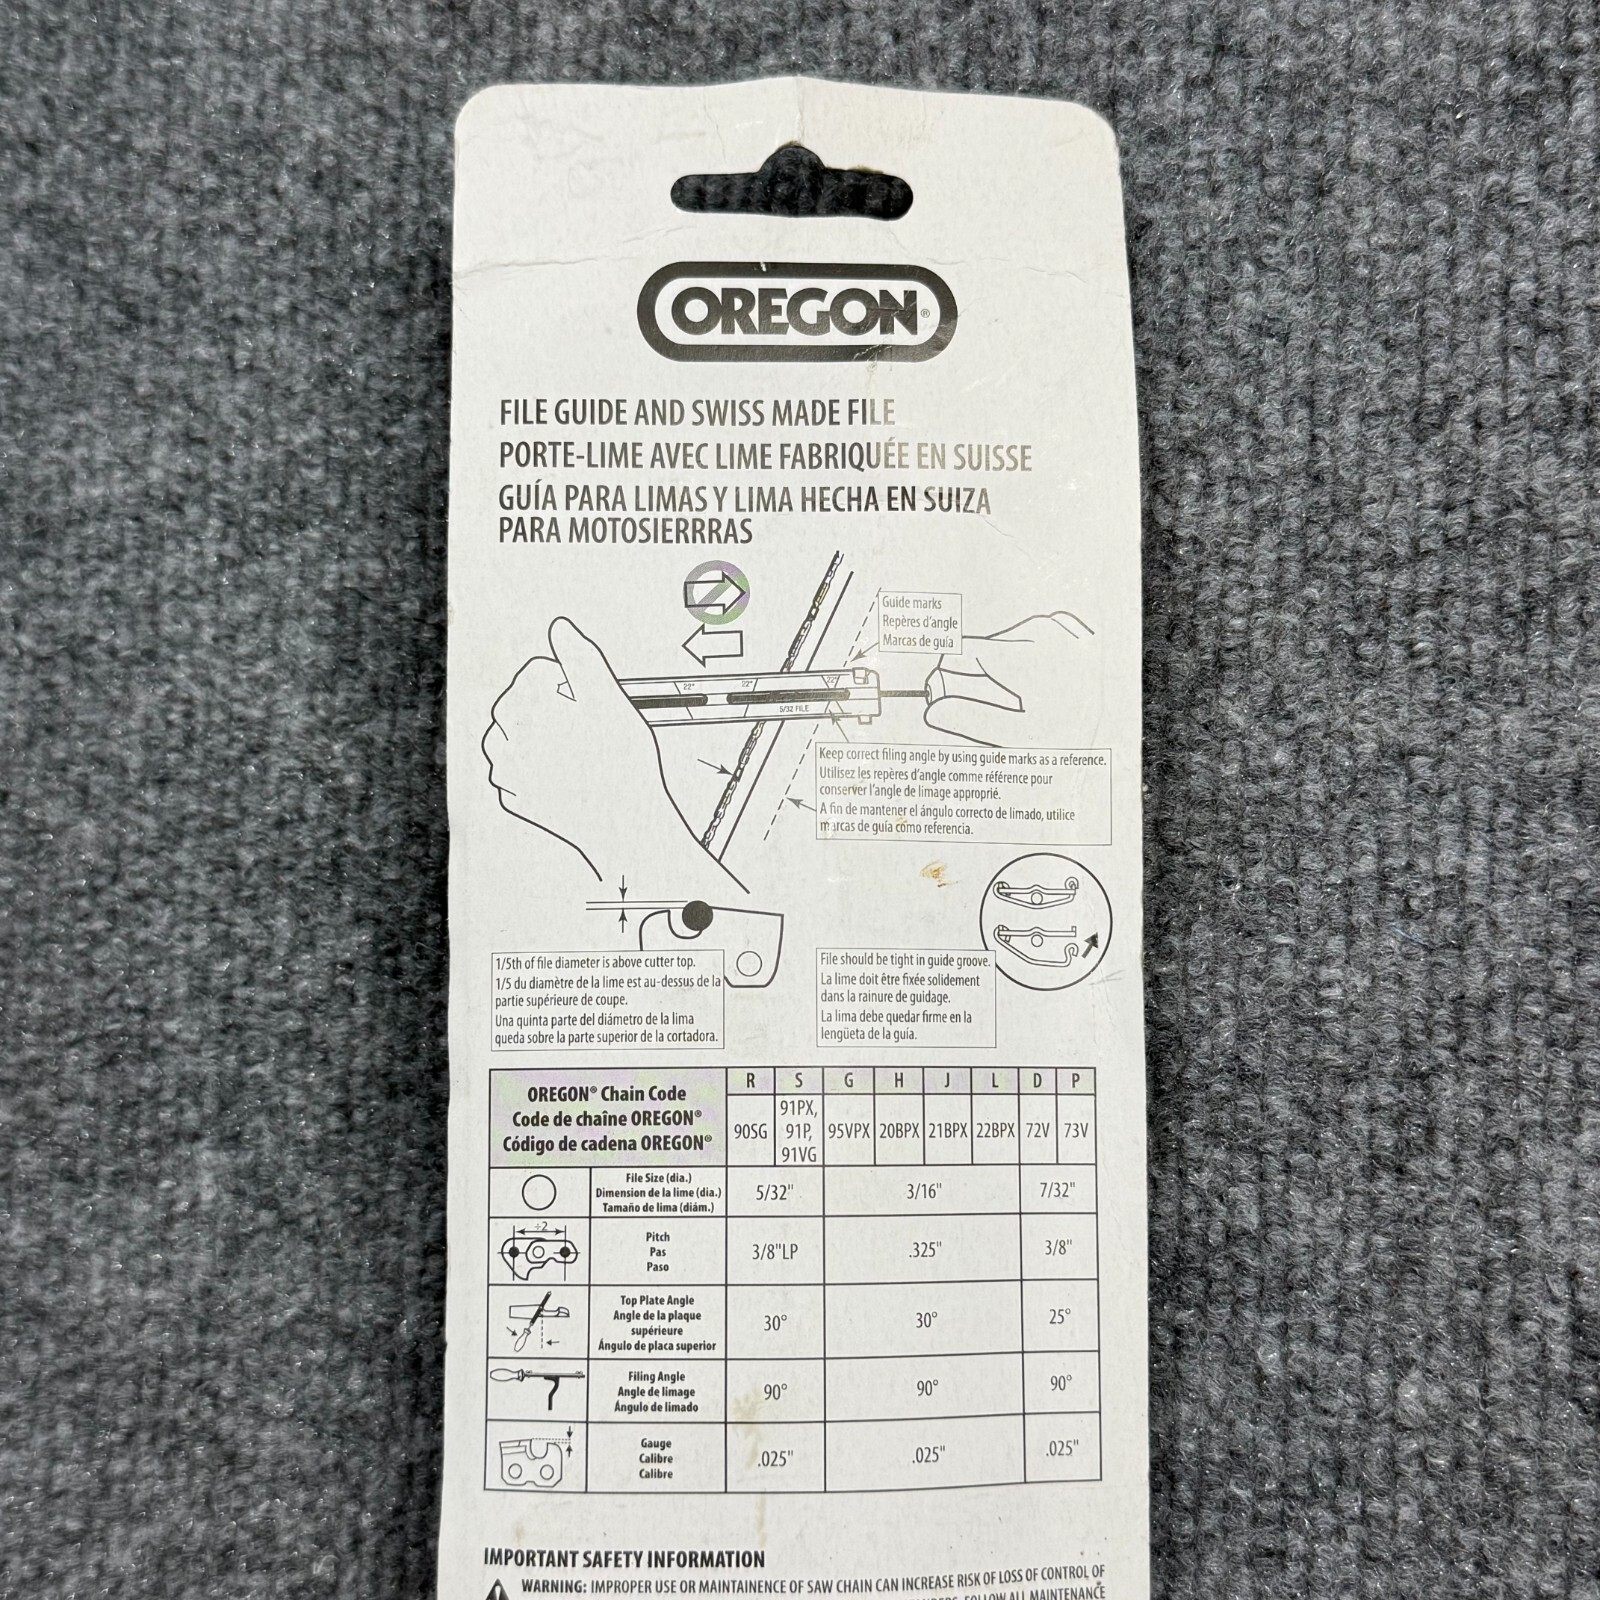 OREGON®
FILE GUIDE AND SWISS MADE FILE
PORTE-LIME AVEC LIME FABRIQUÉE EN SUISSE
GUÍA PARA LIMAS Y LIMA HECHA EN SUIZA
PARA MOTOSIERRRAS
Guide marks
Repères d'angle
Marcas de guía
22° 22° 22°
5/32 FILE
Keep correct filing angle by using guide marks as a reference.
Utilisez les repères d'angle comme référence pour
conserver l'angle de limage approprié.
A fin de mantener el ángulo correcto de limado, utilice
marcas de guía como referencia.
1/5th of file diameter is above cutter top.
1/5 du diamètre de la lime est au-dessus de la
partie supérieure de coupe.
Una quinta parte del diámetro de la lima
queda sobre la parte superior de la cortadora.
File should be tight in guide groove.
La lime doit être fixée solidement
dans la rainure de guidage.
La lima debe quedar firme en la
lengüeta de la guía.
OREGON® Chain Code
Code de chaîne OREGON®
Código de cadena OREGON®
R S G H J L D P
90SG 91PX, 91P, 91VG 95VPX 20BPX 21BPX 22BPX 72V 73V
File Size (dia.)
Dimension de la lime (dia.)
Tamaño de lima (diám.)
5/32" 3/16" 7/32"
÷2
Pitch
Pas
Paso
3/8"LP .325" 3/8"
Top Plate Angle
Angle de la plaque
supérieure
Ángulo de placa superior
30° 30° 25°
Filing Angle
Angle de limage
Ángulo de limado
90° 90° 90°
Gauge
Calibre
Calibre
.025" .025" .025"
IMPORTANT SAFETY INFORMATION
WARNING: IMPROPER USE OR MAINTAINENCE OF SAW CHAIN CAN INCREASE RISK OF LOSS OF CONTROL OF
FOLLOW ALL MAINTENANCE